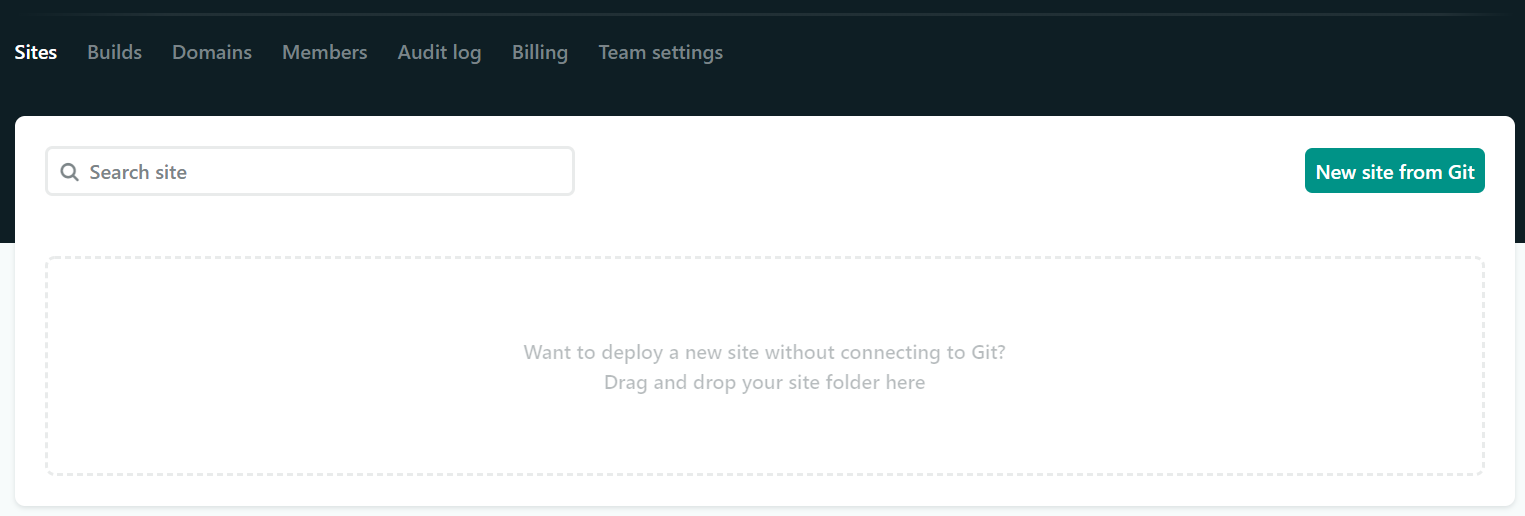 Sites Builds Domains Members Audit log Billing Team settings
Search site
New site from Git
Want to deploy a new site without connecting to Git?
Drag and drop your site folder here